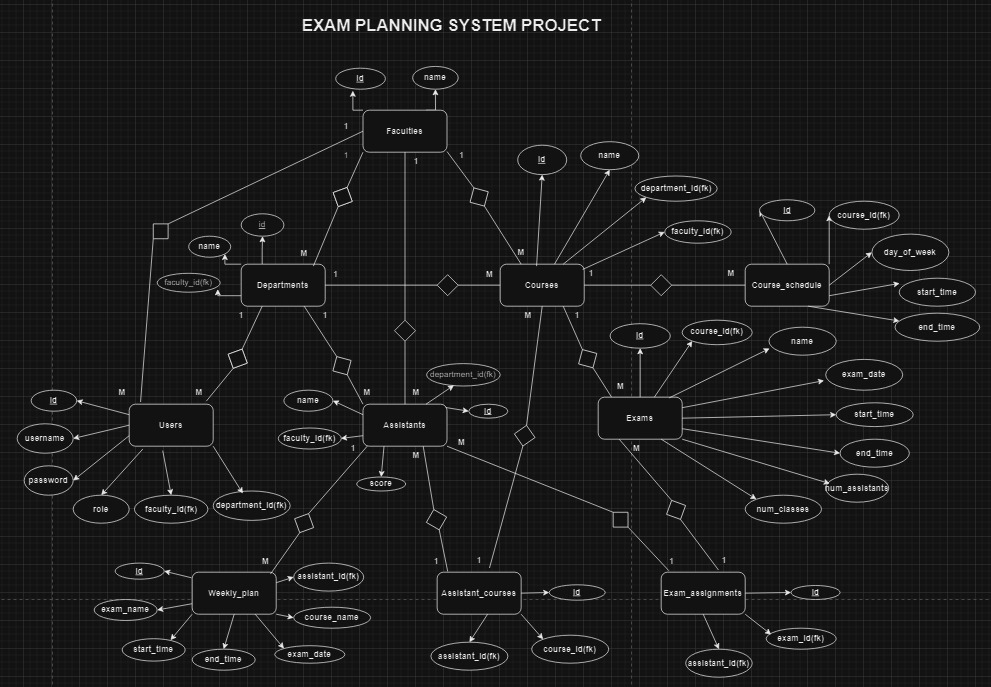 EXAM PLANNING SYSTEM PROJECT
id
name
Faculties
1
1
1
1
id
name
department_id(fk)
faculty_id(fk)
id
course_id(fk)
day_of_week
start_time
end_time
id
name
faculty_id(fk)
M
Departments
1
M
M
Courses
1
M
Course_schedule
1
1
M
1
id
course_id(fk)
name
exam_date
start_time
end_time
num_assistants
num_classes
M
Exams
M
id
username
password
role
faculty_id(fk)
department_id(fk)
M
M
Users
name
faculty_id(fk)
score
department_id(fk)
id
M
M
Assistants
1
M
M
M
1
1
1
1
id
exam_name
start_time
end_time
exam_date
course_name
assistant_id(fk)
Weekly_plan
Assistant_courses
id
assistant_id(fk)
course_id(fk)
Exam_assignments
id
exam_id(fk)
assistant_id(fk)